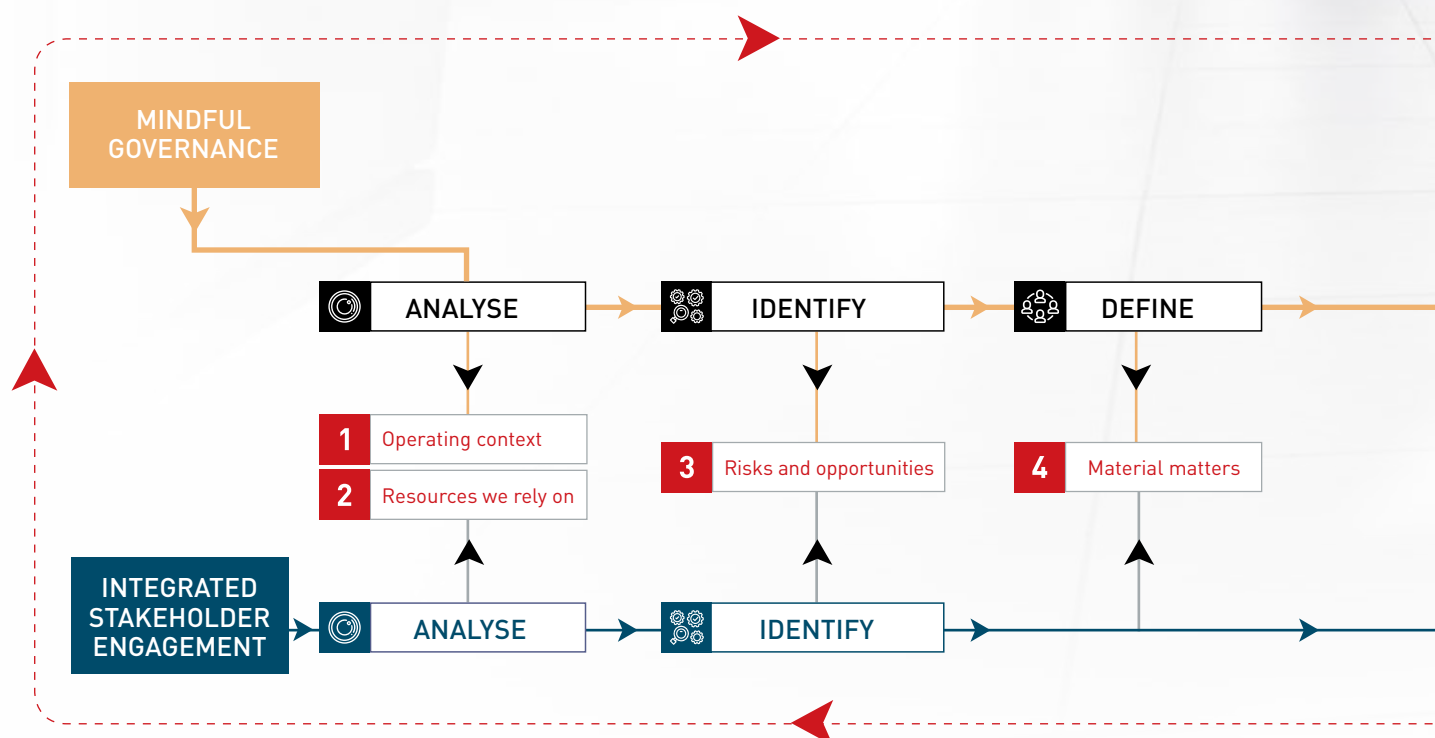 MINDFUL
GOVERNANCE
ANALYSE
IDENTIFY
DEFINE
1 Operating context
2 Resources we rely on
3 Risks and opportunities
4 Material matters
INTEGRATED
STAKEHOLDER
ENGAGEMENT
ANALYSE
IDENTIFY